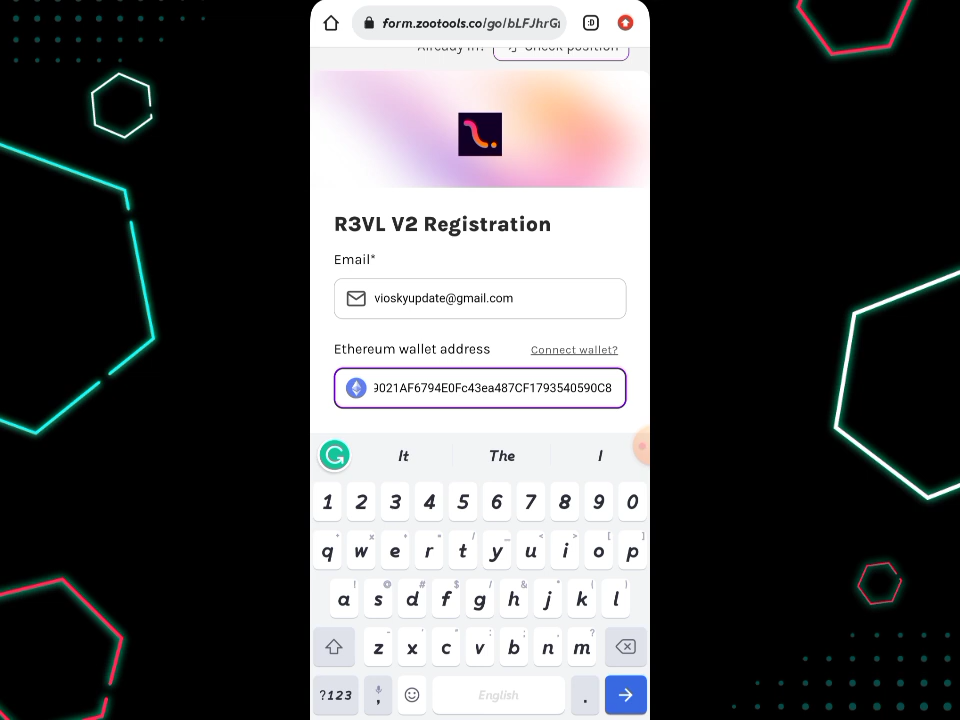 form.zootools.co/go/bLFJhrG
Already in? Check position
R3VL V2 Registration
Email*
vioskyupdate@gmail.com
Ethereum wallet address Connect wallet?
9021AF6794E0Fc43ea487CF1793540590C8
It The I
1 2 3 4 5 6 7 8 9 0
q w e r t y u i o p
a s d f g h j k l
z x c v b n m
?123 , English .